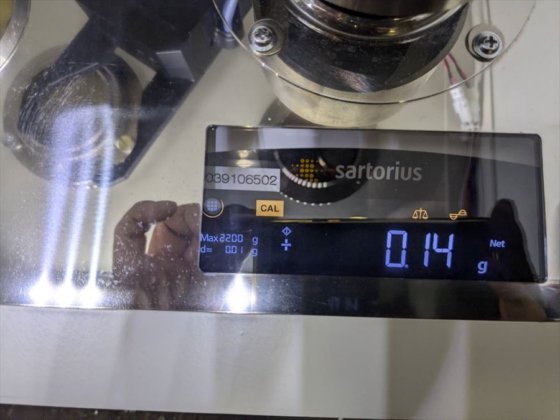 sartorius
039106502
CAL
Max 2200 g
d= 0.01 g
0.14 g
Net